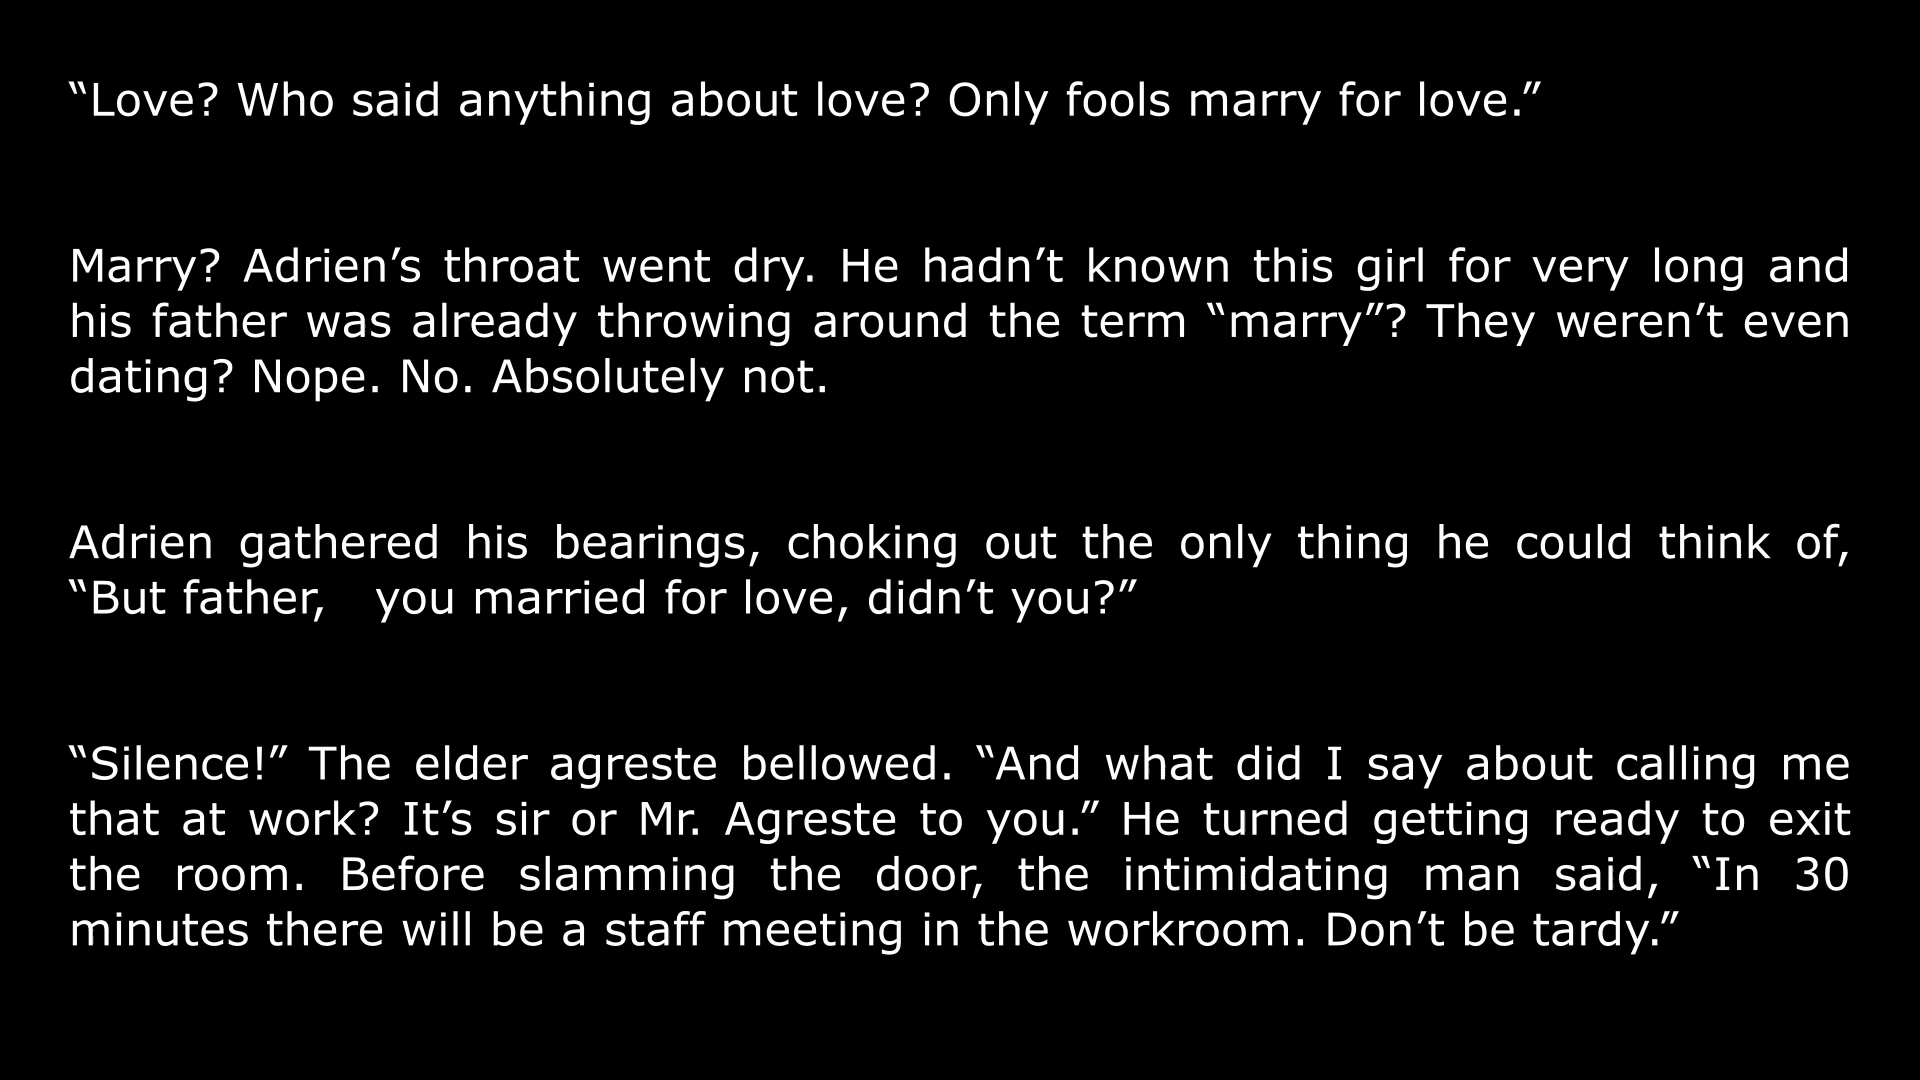 “Love? Who said anything about love? Only fools marry for love.”
Marry? Adrien’s throat went dry. He hadn’t known this girl for very long and
his father was already throwing around the term “marry”? They weren’t even
dating? Nope. No. Absolutely not.
Adrien gathered his bearings, choking out the only thing he could think of,
“But father,   you married for love, didn’t you?”
“Silence!” The elder agreste bellowed. “And what did I say about calling me
that at work? It’s sir or Mr. Agreste to you.” He turned getting ready to exit
the room. Before slamming the door, the intimidating man said, “In 30
minutes there will be a staff meeting in the workroom. Don’t be tardy.”